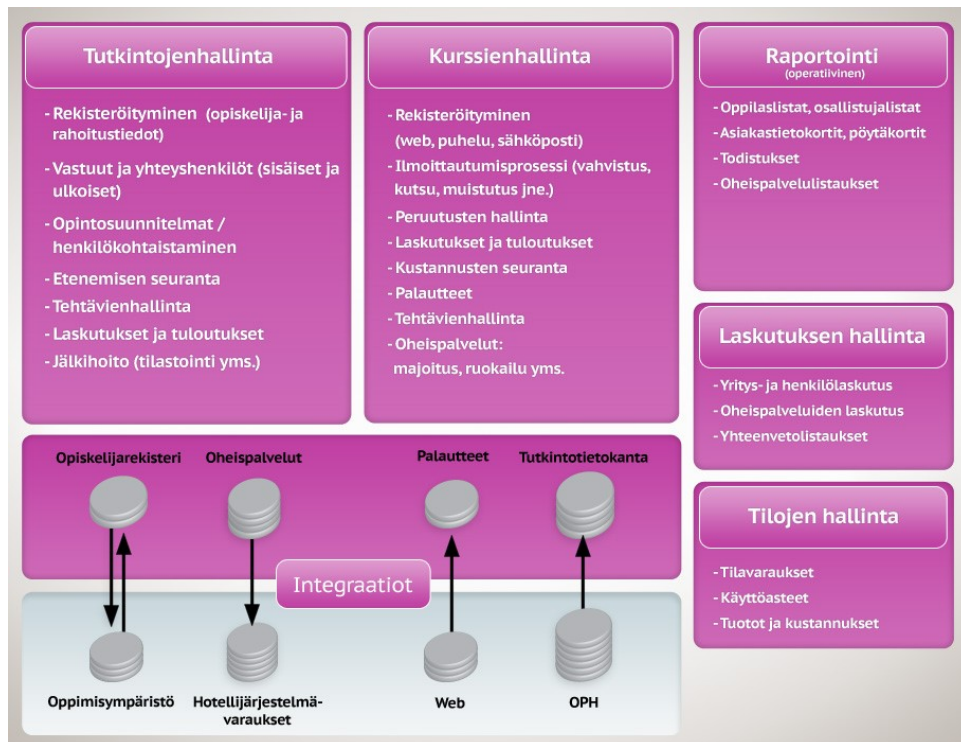 Tutkintojenhallinta
- Rekisteröityminen (opiskelija- ja
rahoitustiedot)
- Vastuut ja yhteyshenkilöt (sisäiset ja
ulkoiset)
- Opintosuunnitelmat /
henkilökohtaistaminen
- Etenemisen seuranta
- Tehtävienhallinta
- Laskutukset ja tuloutukset
- Jälkihoito (tilastointi yms.)
Kurssienhallinta
- Rekisteröityminen
(web, puhelu, sähköposti)
- Ilmoittautumisprosessi (vahvistus,
kutsu, muistutus jne.)
- Peruutusten hallinta
- Laskutukset ja tuloutukset
- Kustannusten seuranta
- Palautteet
- Tehtävienhallinta
- Oheispalvelut:
majoitus, ruokailu yms.
Raportointi
(operatiivinen)
- Oppilaslistat, osallistujalistat
- Asiakastietokortit, pöytäkortit
- Todistukset
- Oheispalvelulistaukset
Laskutuksen hallinta
- Yritys- ja henkilölaskutus
- Oheispalveluiden laskutus
- Yhteenvetolistaukset
Tilojen hallinta
- Tilavaraukset
- Käyttöasteet
- Tuotot ja kustannukset
Opiskelijarekisteri
Oheispalvelut
Palautteet
Tutkintotietokanta
Integraatiot
Oppimisympäristö
Hotellijärjestelmä-
varaukset
Web
OPH